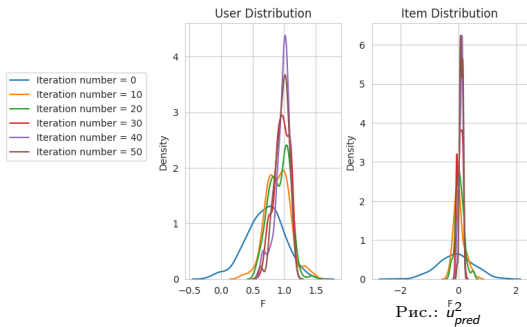 User Distribution
Item Distribution
Iteration number = 0
Iteration number = 10
Iteration number = 20
Iteration number = 30
Iteration number = 40
Iteration number = 50
Density
4
3
2
1
0
−0.5 0.0 0.5 1.0 1.5
F
Density
6
5
4
3
2
1
0
−2 0 2
F
Рис.: u²pred